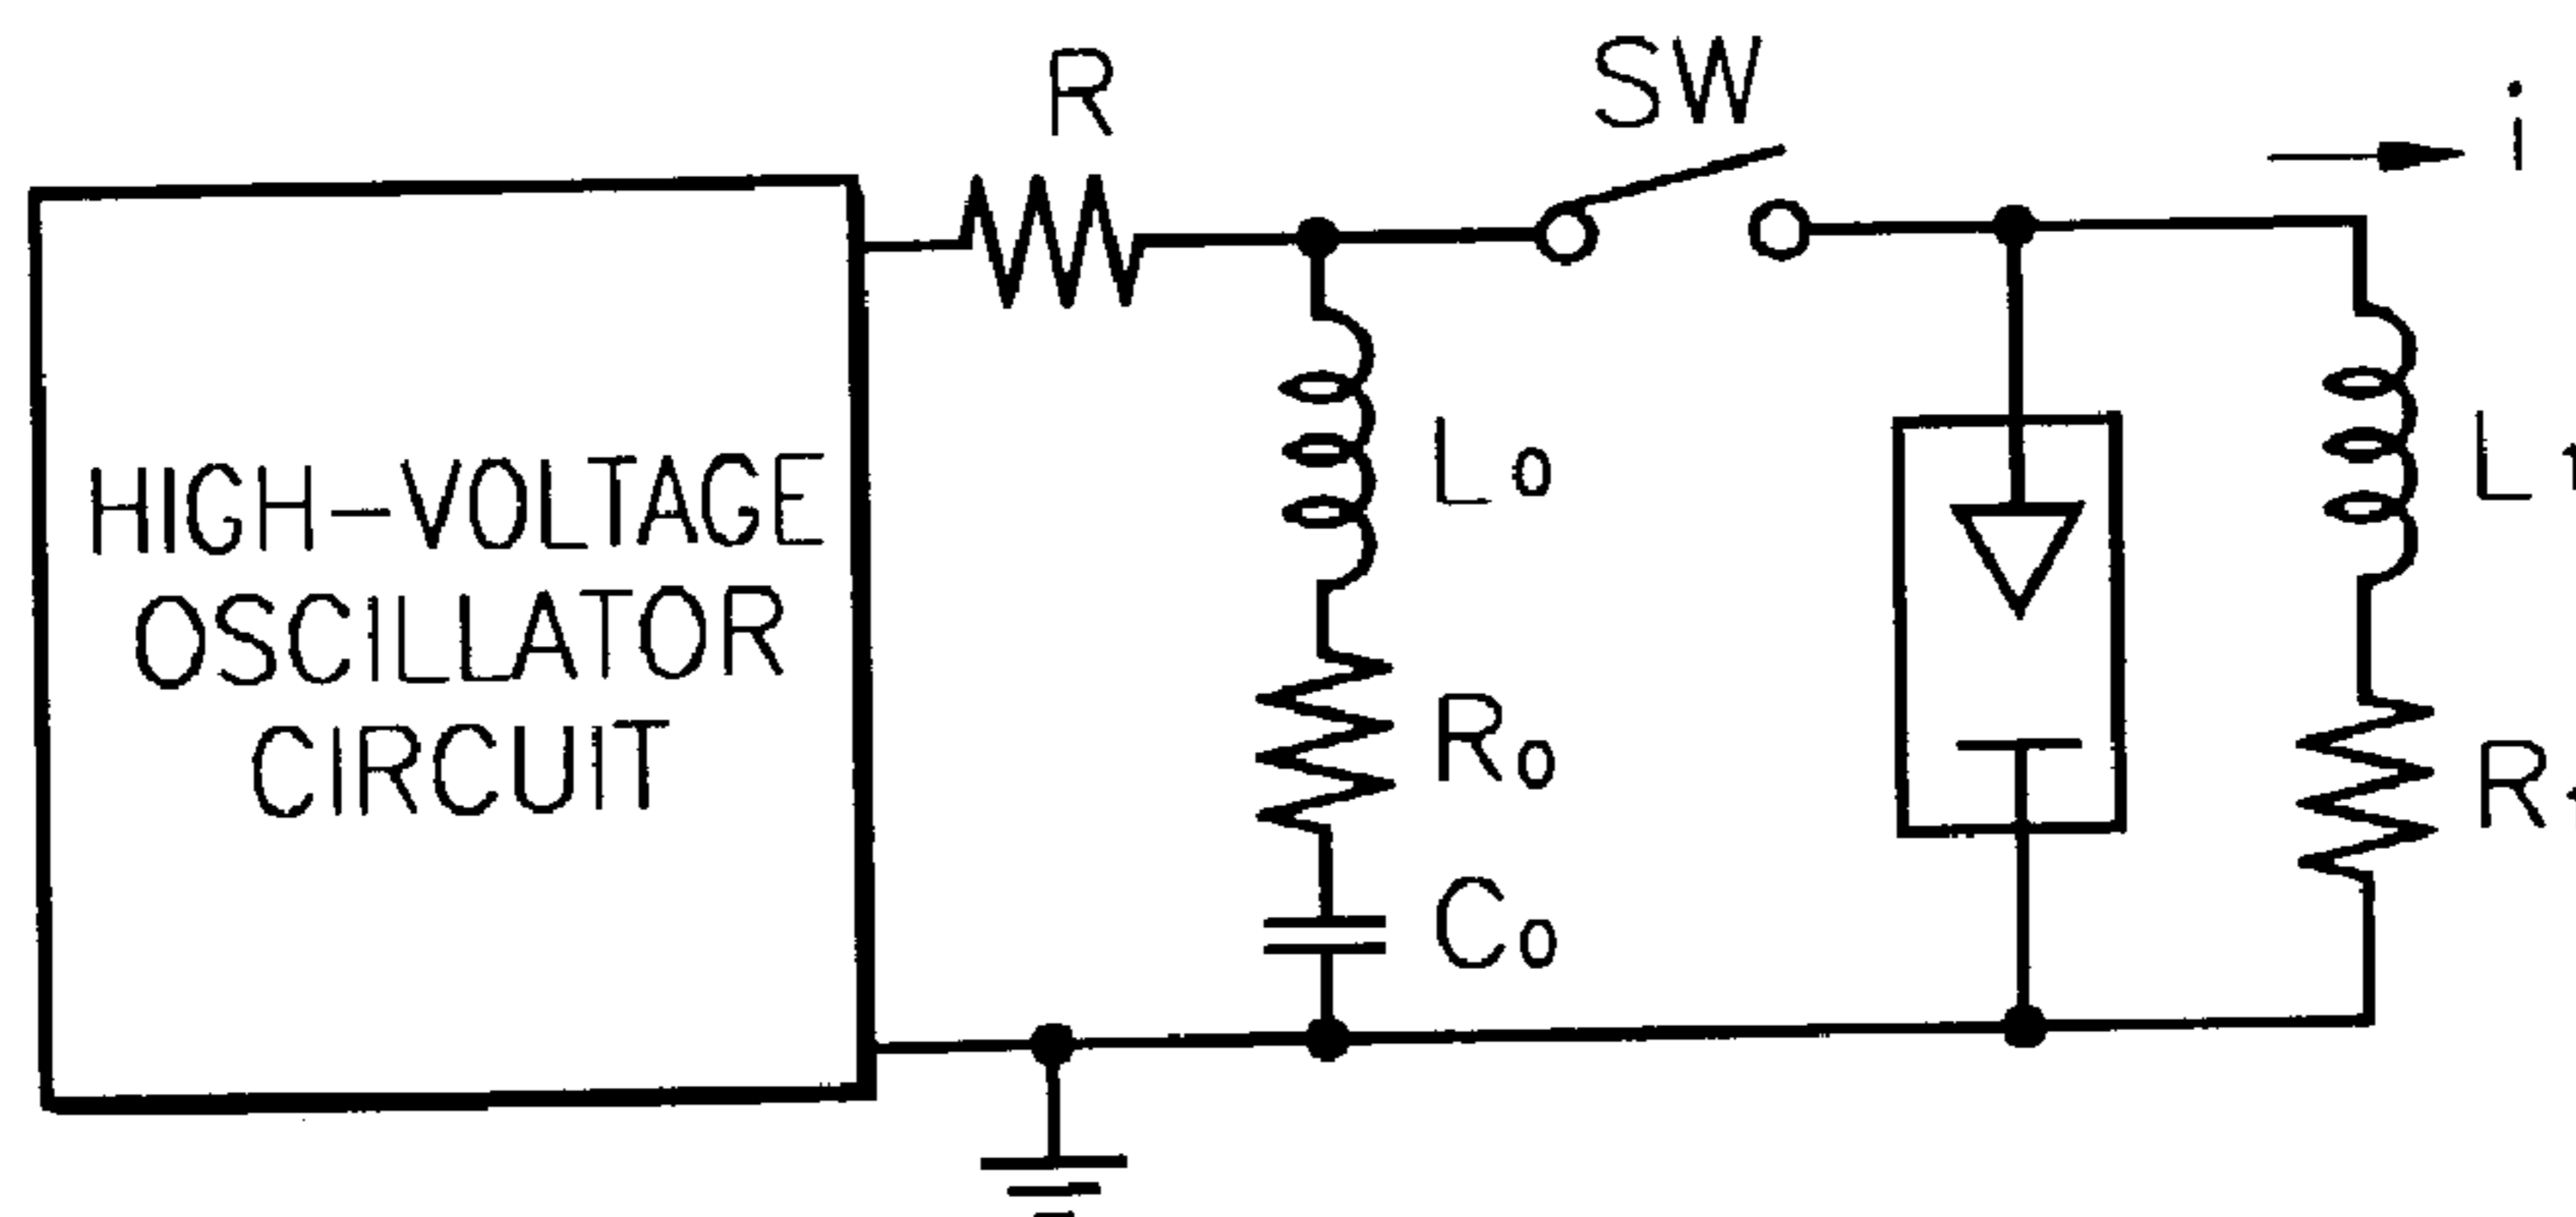 R
SW
i
HIGH-VOLTAGE
OSCILLATOR
CIRCUIT
Lo
Ro
Co
L
R